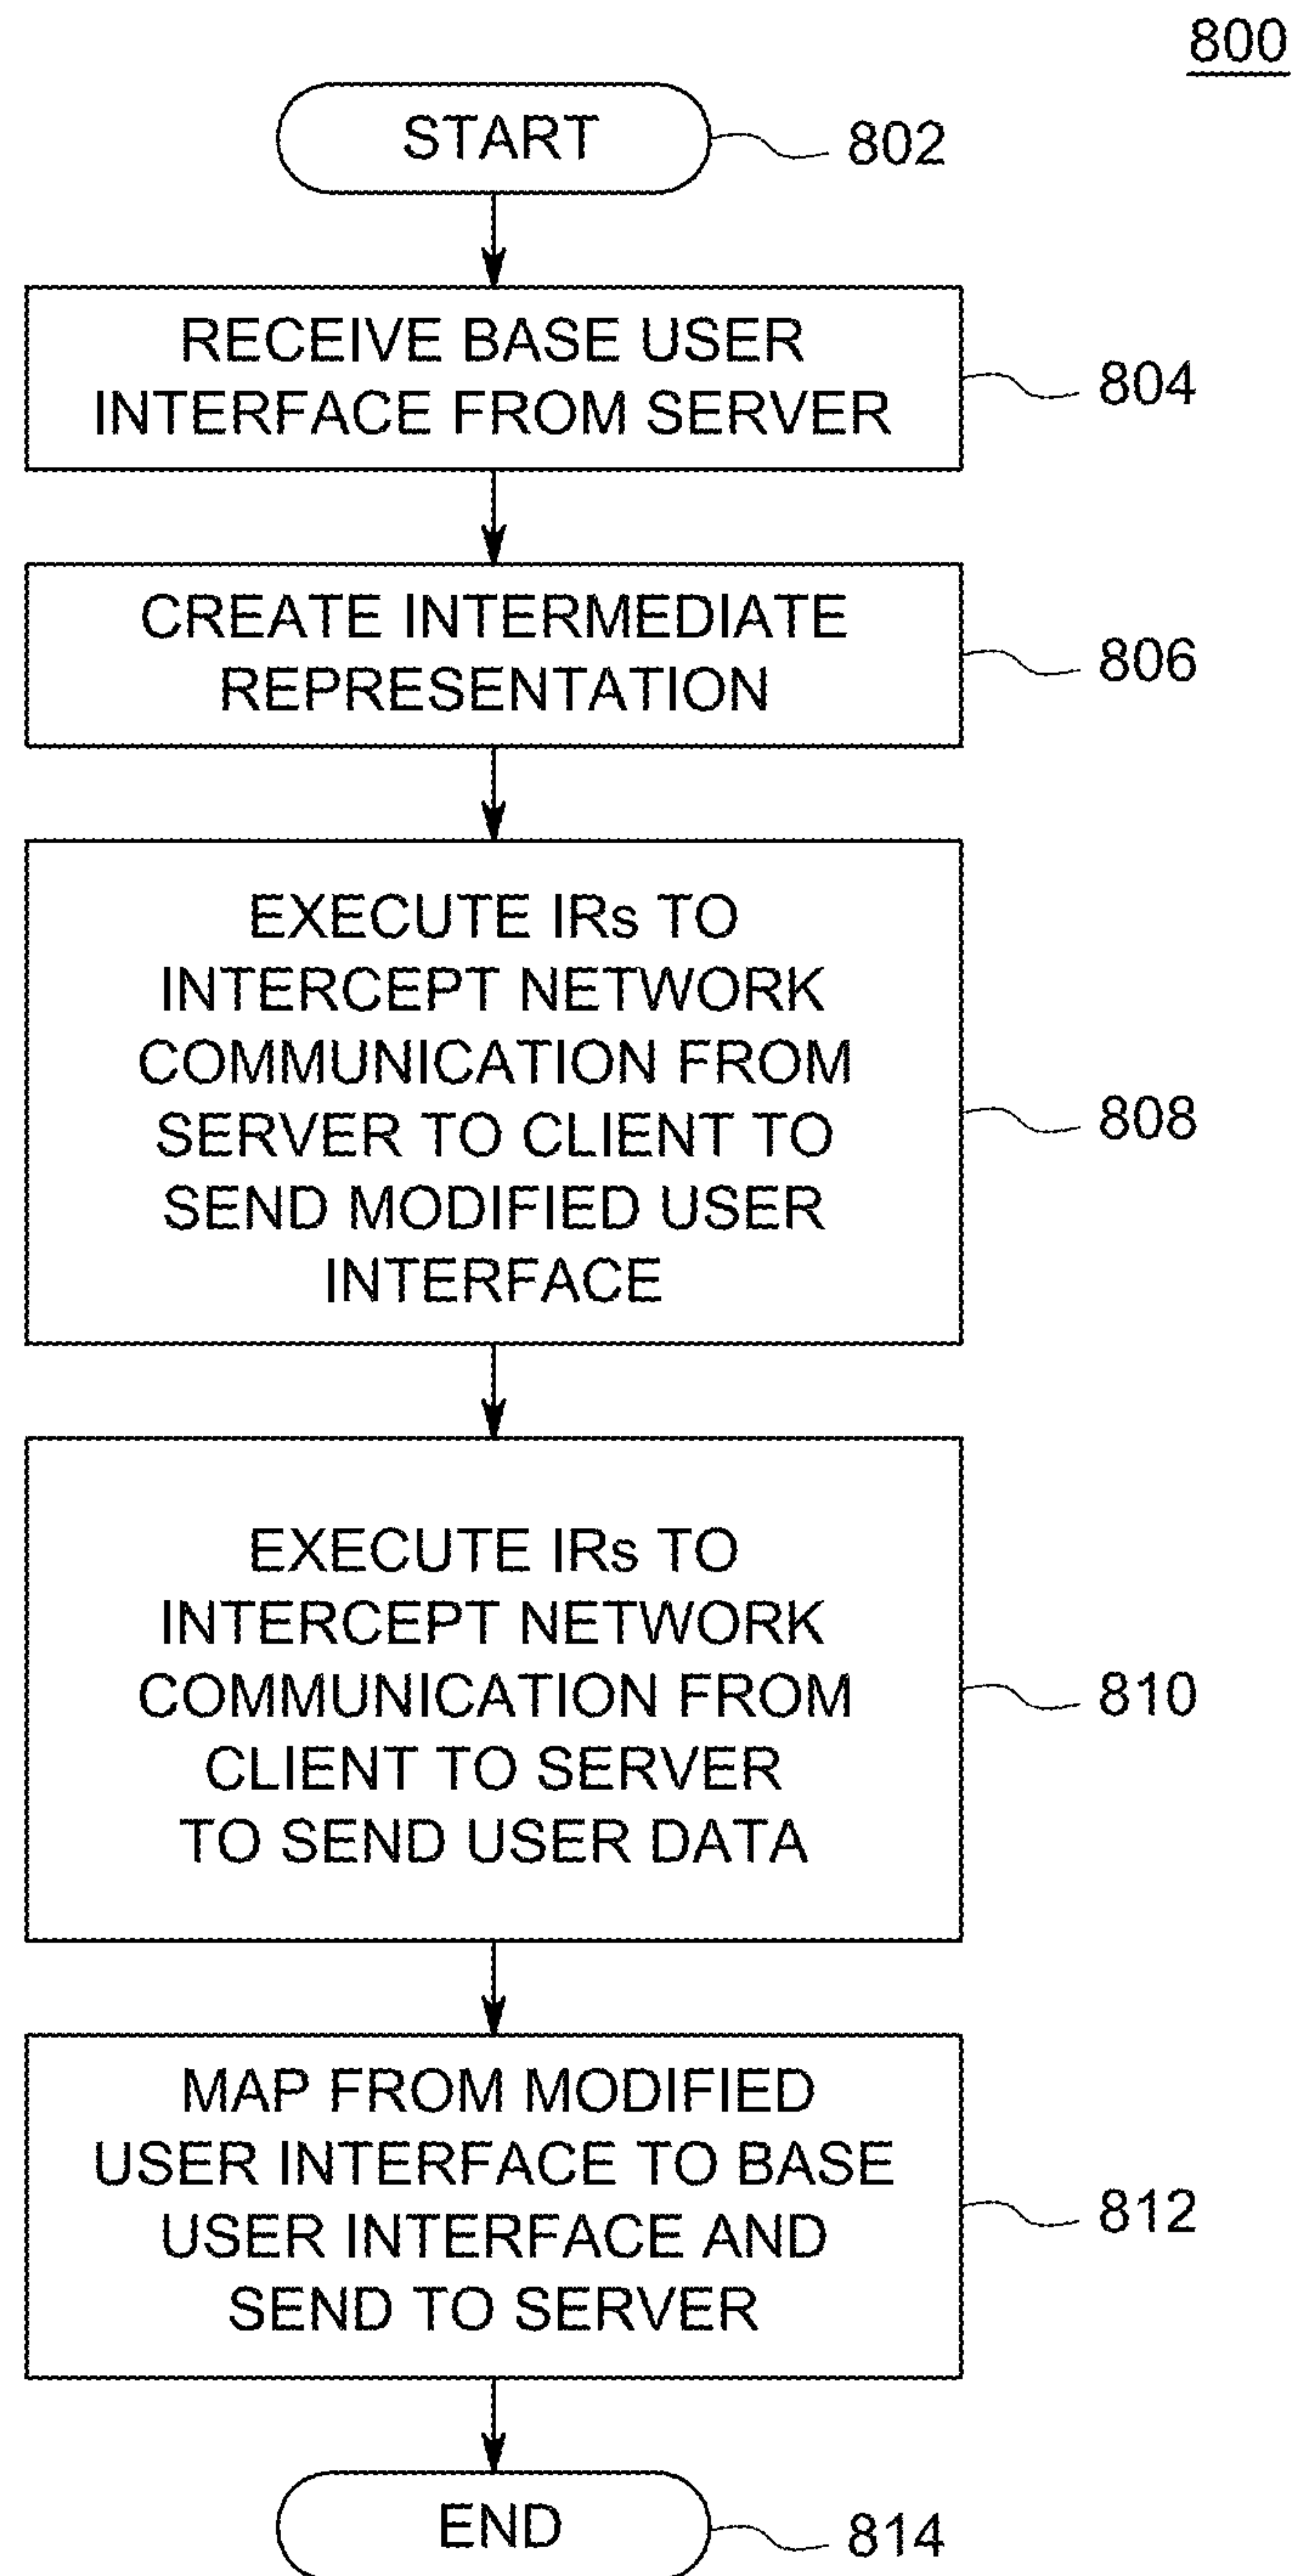 800
START
802
RECEIVE BASE USER
INTERFACE FROM SERVER
804
CREATE INTERMEDIATE
REPRESENTATION
806
EXECUTE IRs TO
INTERCEPT NETWORK
COMMUNICATION FROM
SERVER TO CLIENT TO
SEND MODIFIED USER
INTERFACE
808
EXECUTE IRs TO
INTERCEPT NETWORK
COMMUNICATION FROM
CLIENT TO SERVER
TO SEND USER DATA
810
MAP FROM MODIFIED
USER INTERFACE TO BASE
USER INTERFACE AND
SEND TO SERVER
812
END
814